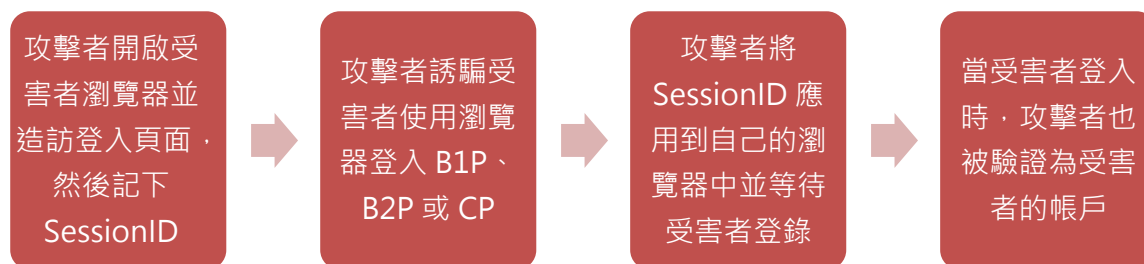 攻擊者開啟受
害者瀏覽器並
造訪登入頁面，
然後記下
SessionID
攻擊者誘騙受
害者使用瀏覽
器登入 B1P、
B2P 或 CP
攻擊者將
SessionID 應
用到自己的瀏
覽器中並等待
受害者登錄
當受害者登入
時，攻擊者也
被驗證為受害
者的帳戶